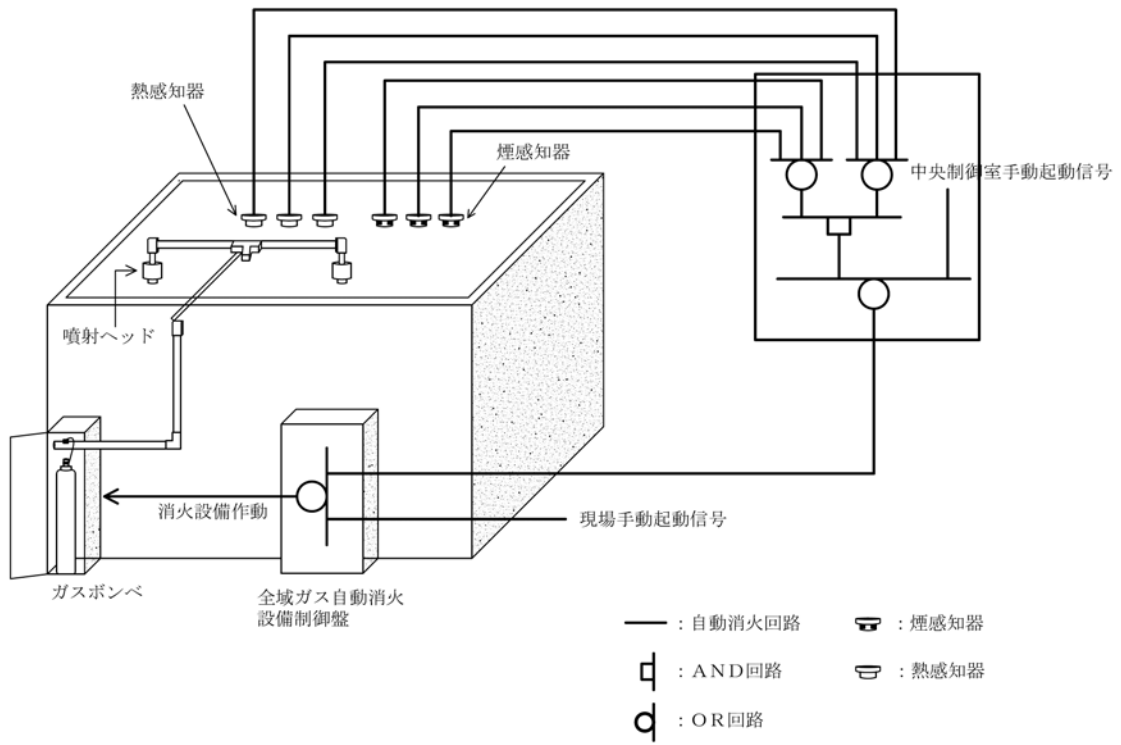 熱感知器
煙感知器
中央制御室手動起動信号
噴射ヘッド
消火設備作動
現場手動起動信号
ガスボンベ
全域ガス自動消火
設備制御盤
:自動消火回路
:煙感知器
:AND回路
:熱感知器
:OR回路